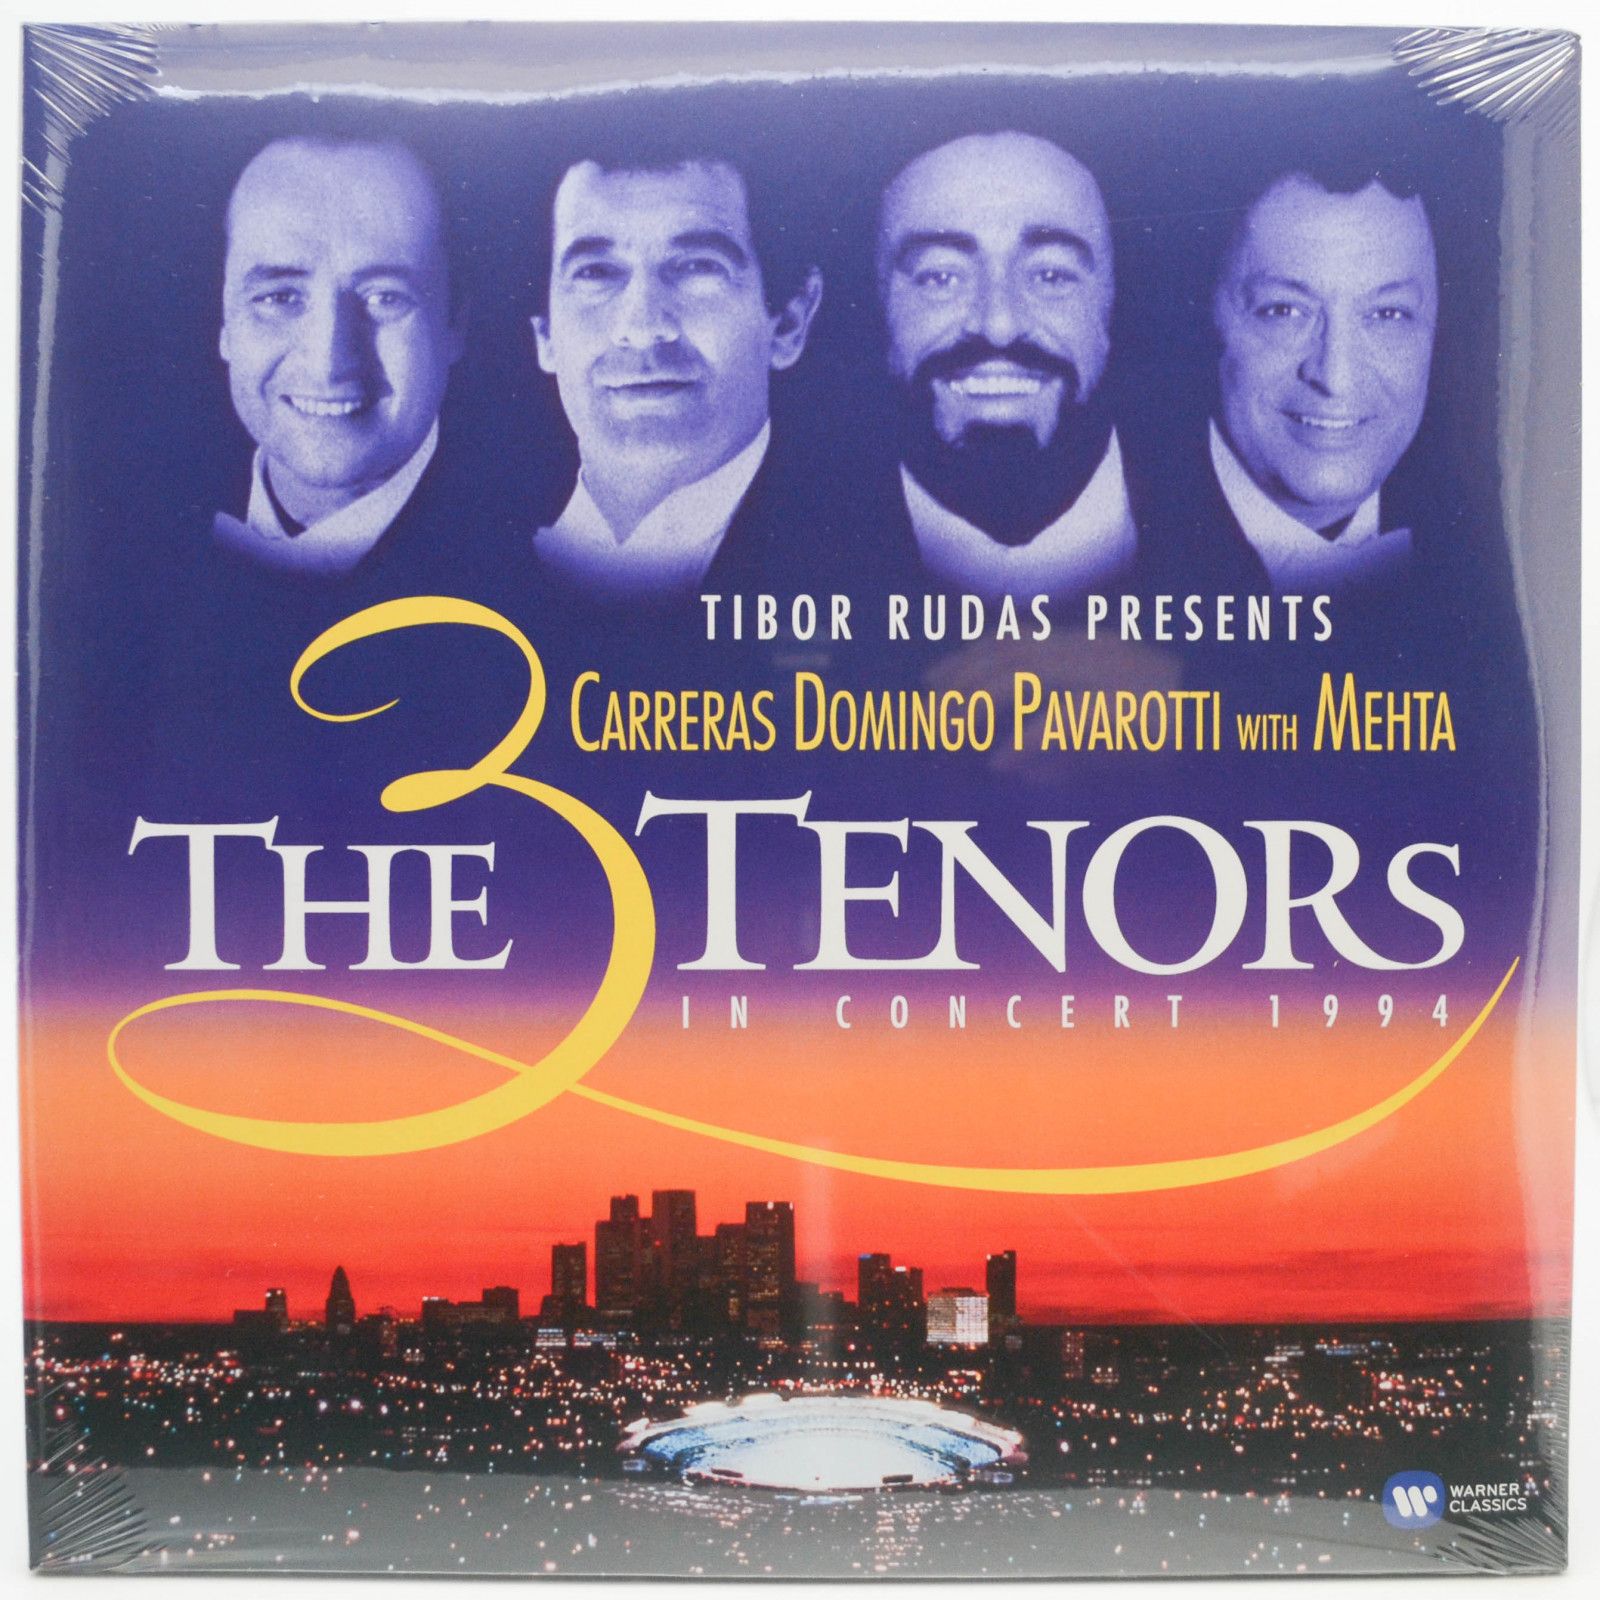 TIBOR RUDAS PRESENTS
CARRERAS DOMINGO PAVAROTTI WITH MEHTA
THE 3 TENORS
IN CONCERT 1994
WARNER
CLASSICS